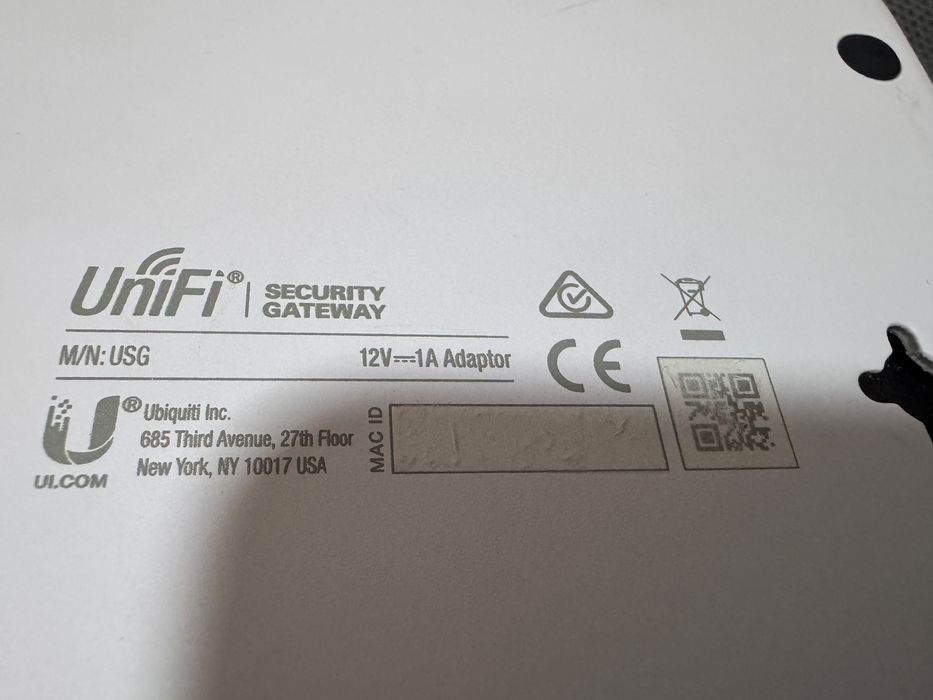 UniFi® | SECURITY
GATEWAY
M/N: USG
12V⎓1A Adaptor
CE
U®
UI.COM
Ubiquiti Inc.
685 Third Avenue, 27th Floor
New York, NY 10017 USA
MAC ID